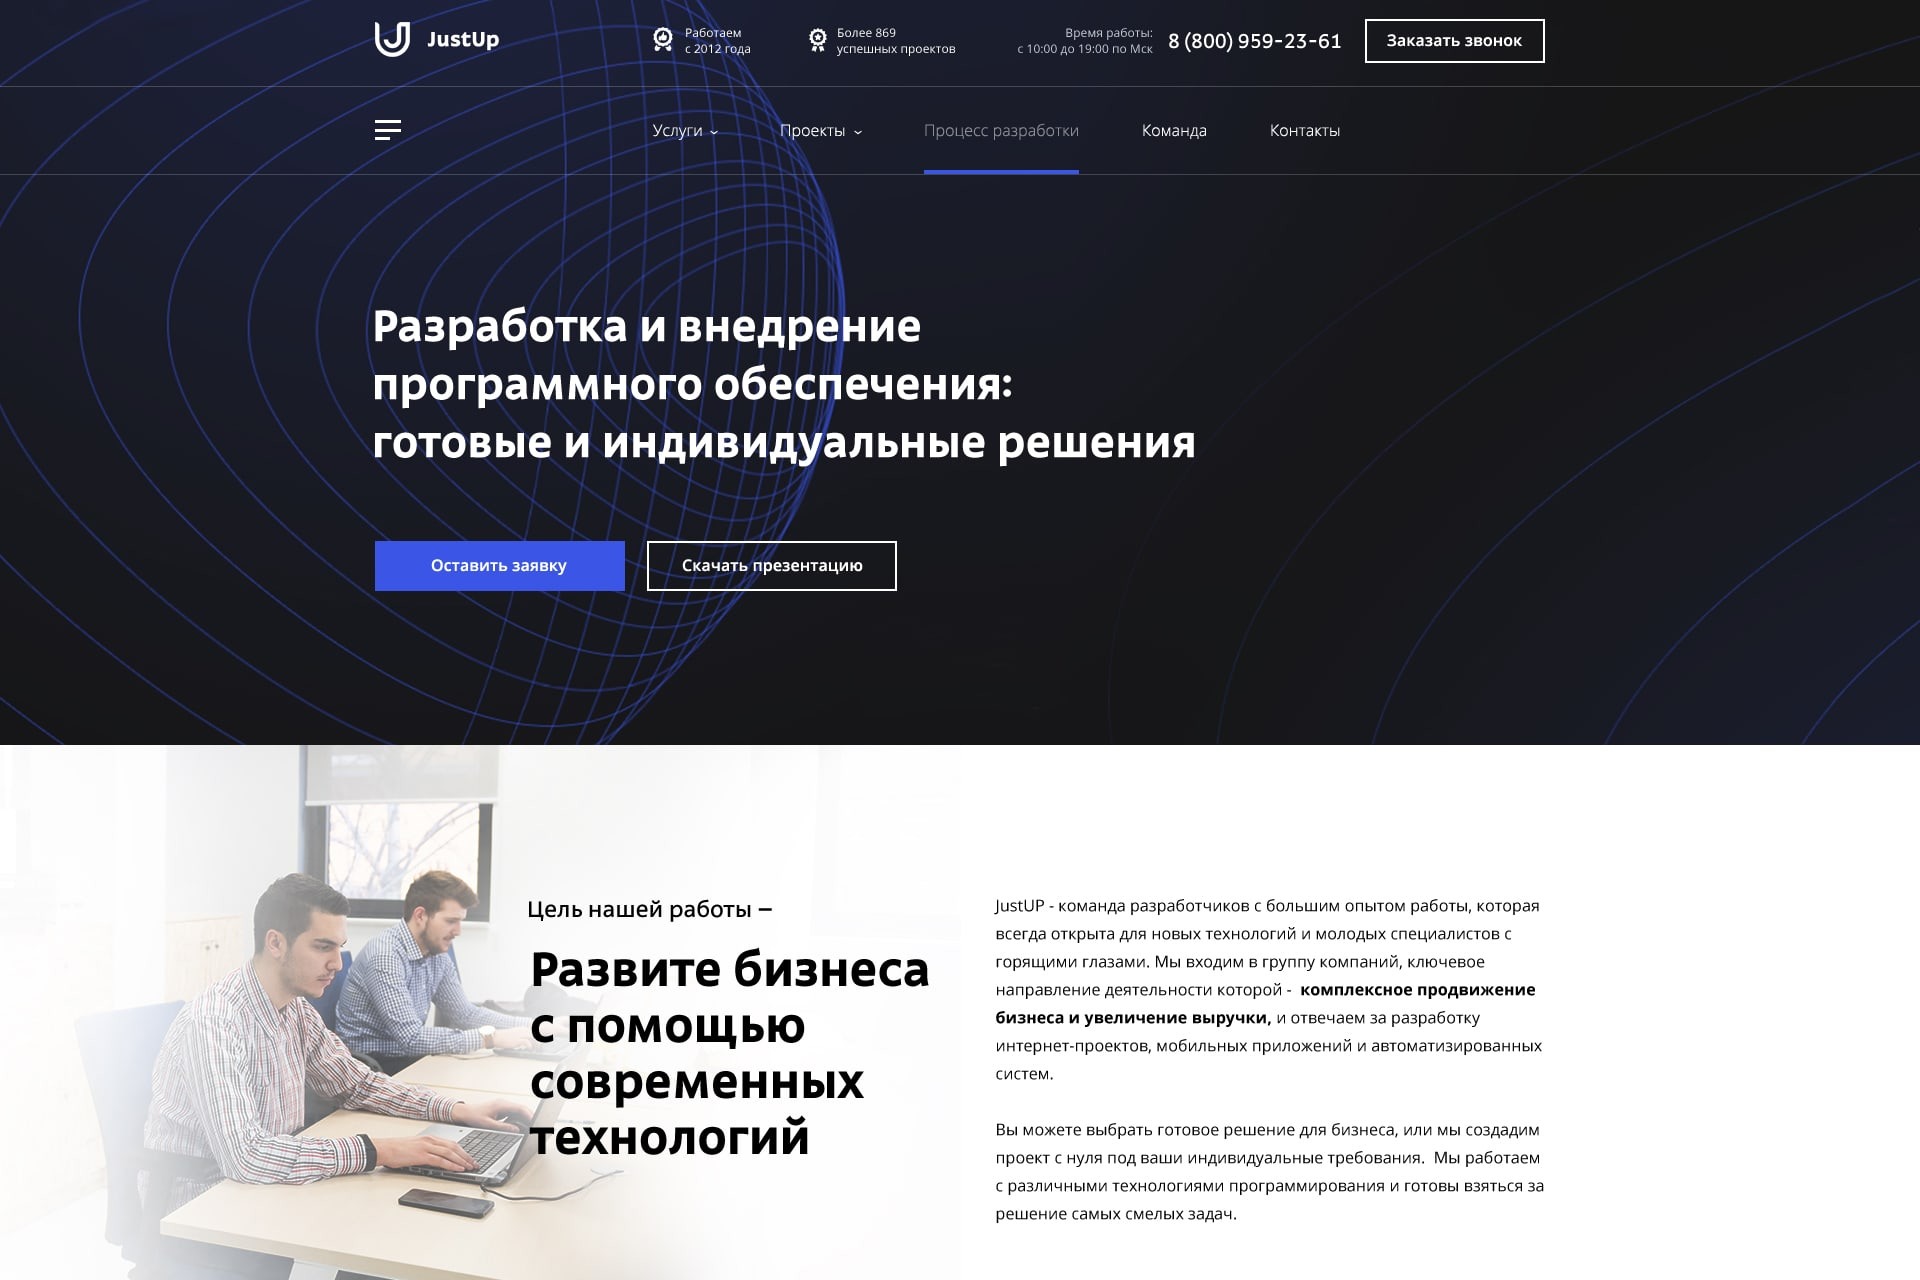 JustUp
Работаем
с 2012 года
Более 869
успешных проектов
Время работы:
с 10:00 до 19:00 по Мск
8 (800) 959-23-61
Заказать звонок
Услуги
Проекты
Процесс разработки
Команда
Контакты
Разработка и внедрение
программного обеспечения:
готовые и индивидуальные решения
Оставить заявку
Скачать презентацию
Цель нашей работы –
Развите бизнеса
с помощью
современных
технологий
JustUP - команда разработчиков с большим опытом работы, которая
всегда открыта для новых технологий и молодых специалистов с
горящими глазами. Мы входим в группу компаний, ключевое
направление деятельности которой - комплексное продвижение
бизнеса и увеличение выручки, и отвечаем за разработку
интернет-проектов, мобильных приложений и автоматизированных
систем.
Вы можете выбрать готовое решение для бизнеса, или мы создадим
проект с нуля под ваши индивидуальные требования. Мы работаем
с различными технологиями программирования и готовы взяться за
решение самых смелых задач.